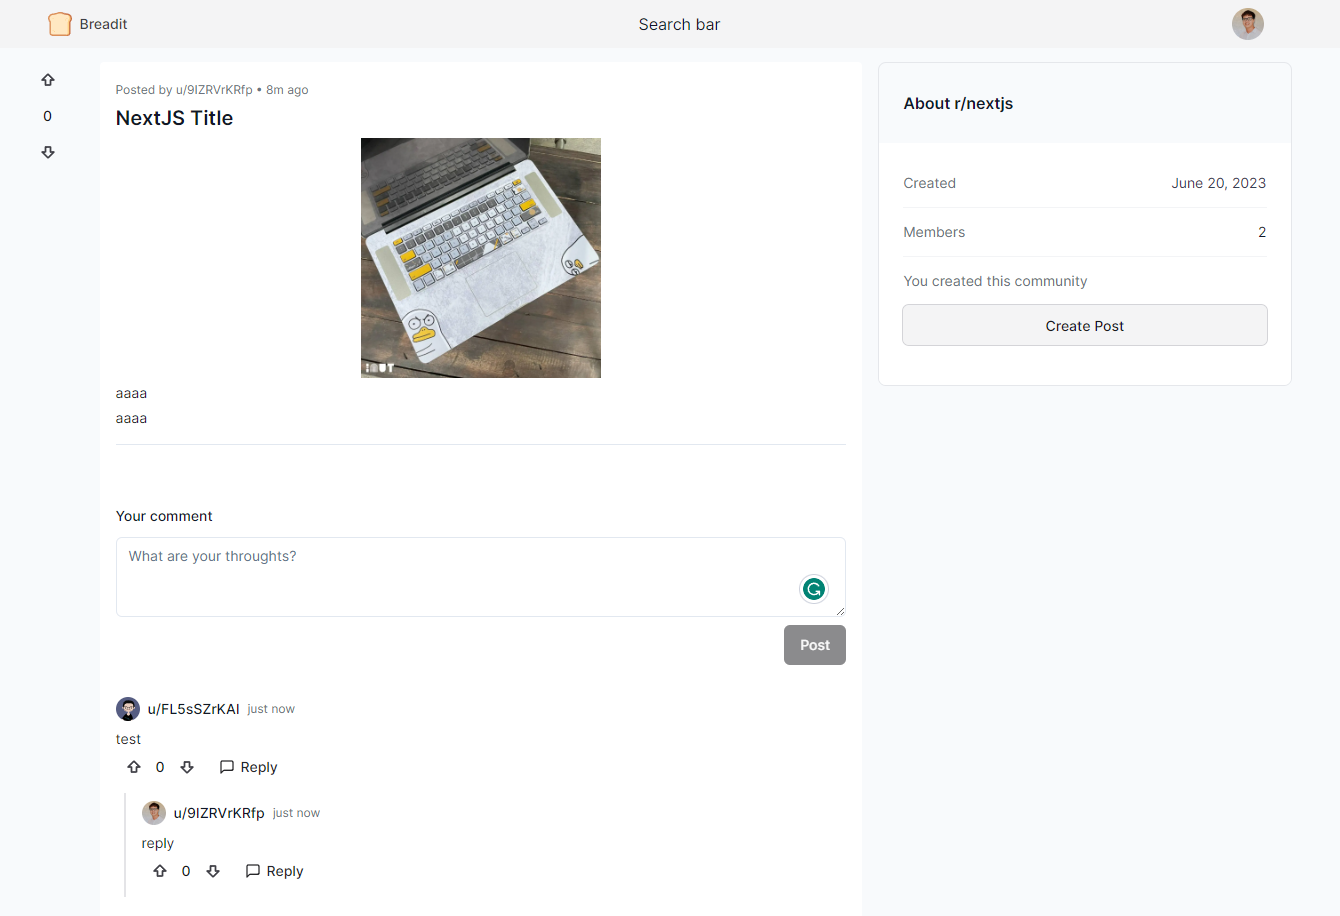 Breadit
Search bar
0
Posted by u/9IZRVrKRfp • 8m ago
NextJS Title
aaaa
aaaa
Your comment
What are your throughts?
Post
u/FL5sSZrKAI just now
test
0 Reply
u/9IZRVrKRfp just now
reply
0 Reply
About r/nextjs
Created June 20, 2023
Members 2
You created this community
Create Post